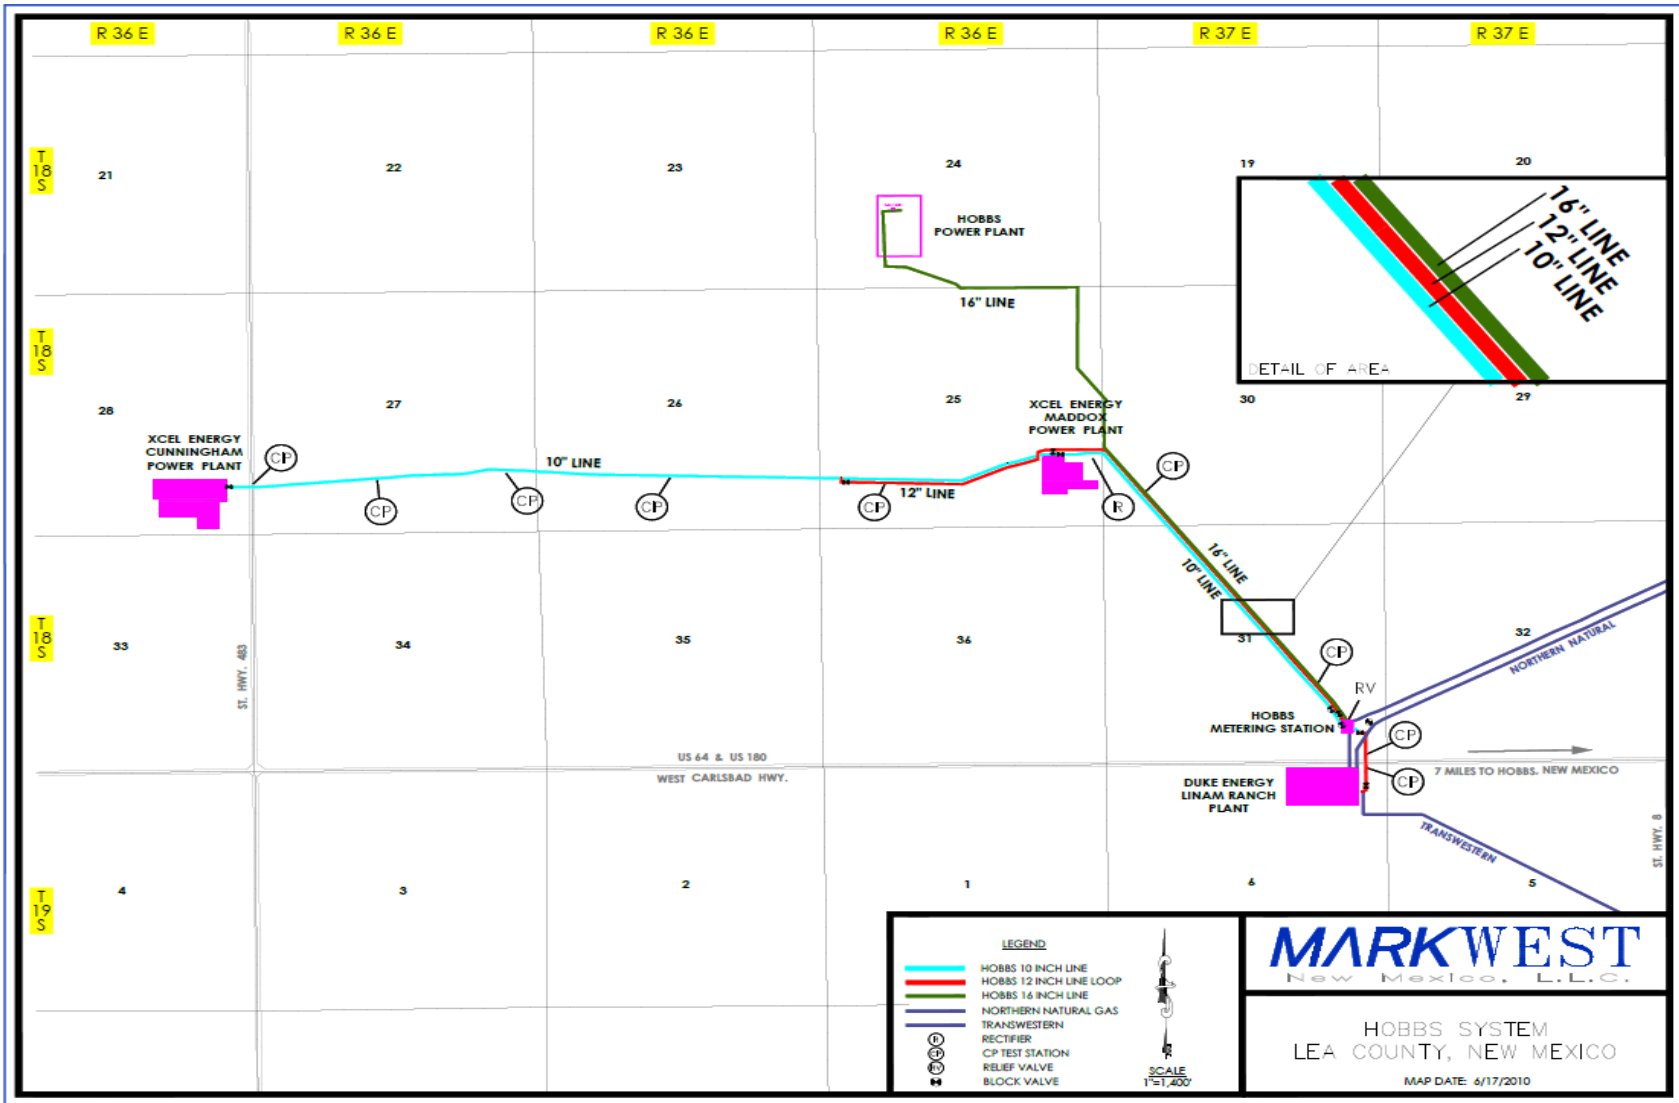 R 36 E
R 36 E
R 36 E
R 36 E
R 37 E
R 37 E
T
18
S
21
22
23
24
19
20
HOBBS
POWER PLANT
16" LINE
16" LINE
12" LINE
10" LINE
DETAIL OF AREA
T
18
S
28
27
26
25
30
29
XCEL ENERGY
MADDOX
POWER PLANT
XCEL ENERGY
CUNNINGHAM
POWER PLANT
CP
10" LINE
CP
CP
CP
CP
CP
12" LINE
R
16" LINE
10" LINE
T
18
S
33
34
35
36
31
32
ST. HWY. 483
NORTHERN NATURAL
CP
RV
HOBBS
METERING STATION
CP
US 64 & US 180
WEST CARLSBAD HWY.
7 MILES TO HOBBS, NEW MEXICO
DUKE ENERGY
LINAM RANCH
PLANT
CP
TRANSWESTERN
ST. HWY. 8
T
19
S
4
3
2
1
6
5
LEGEND
HOBBS 10 INCH LINE
HOBBS 12 INCH LINE LOOP
HOBBS 16 INCH LINE
NORTHERN NATURAL GAS
TRANSWESTERN
R RECTIFIER
CP CP TEST STATION
RV RELIEF VALVE
BLOCK VALVE
SCALE
1"=1,400'
MARKWEST
New Mexico, L.L.C.
HOBBS SYSTEM
LEA COUNTY, NEW MEXICO
MAP DATE: 6/17/2010